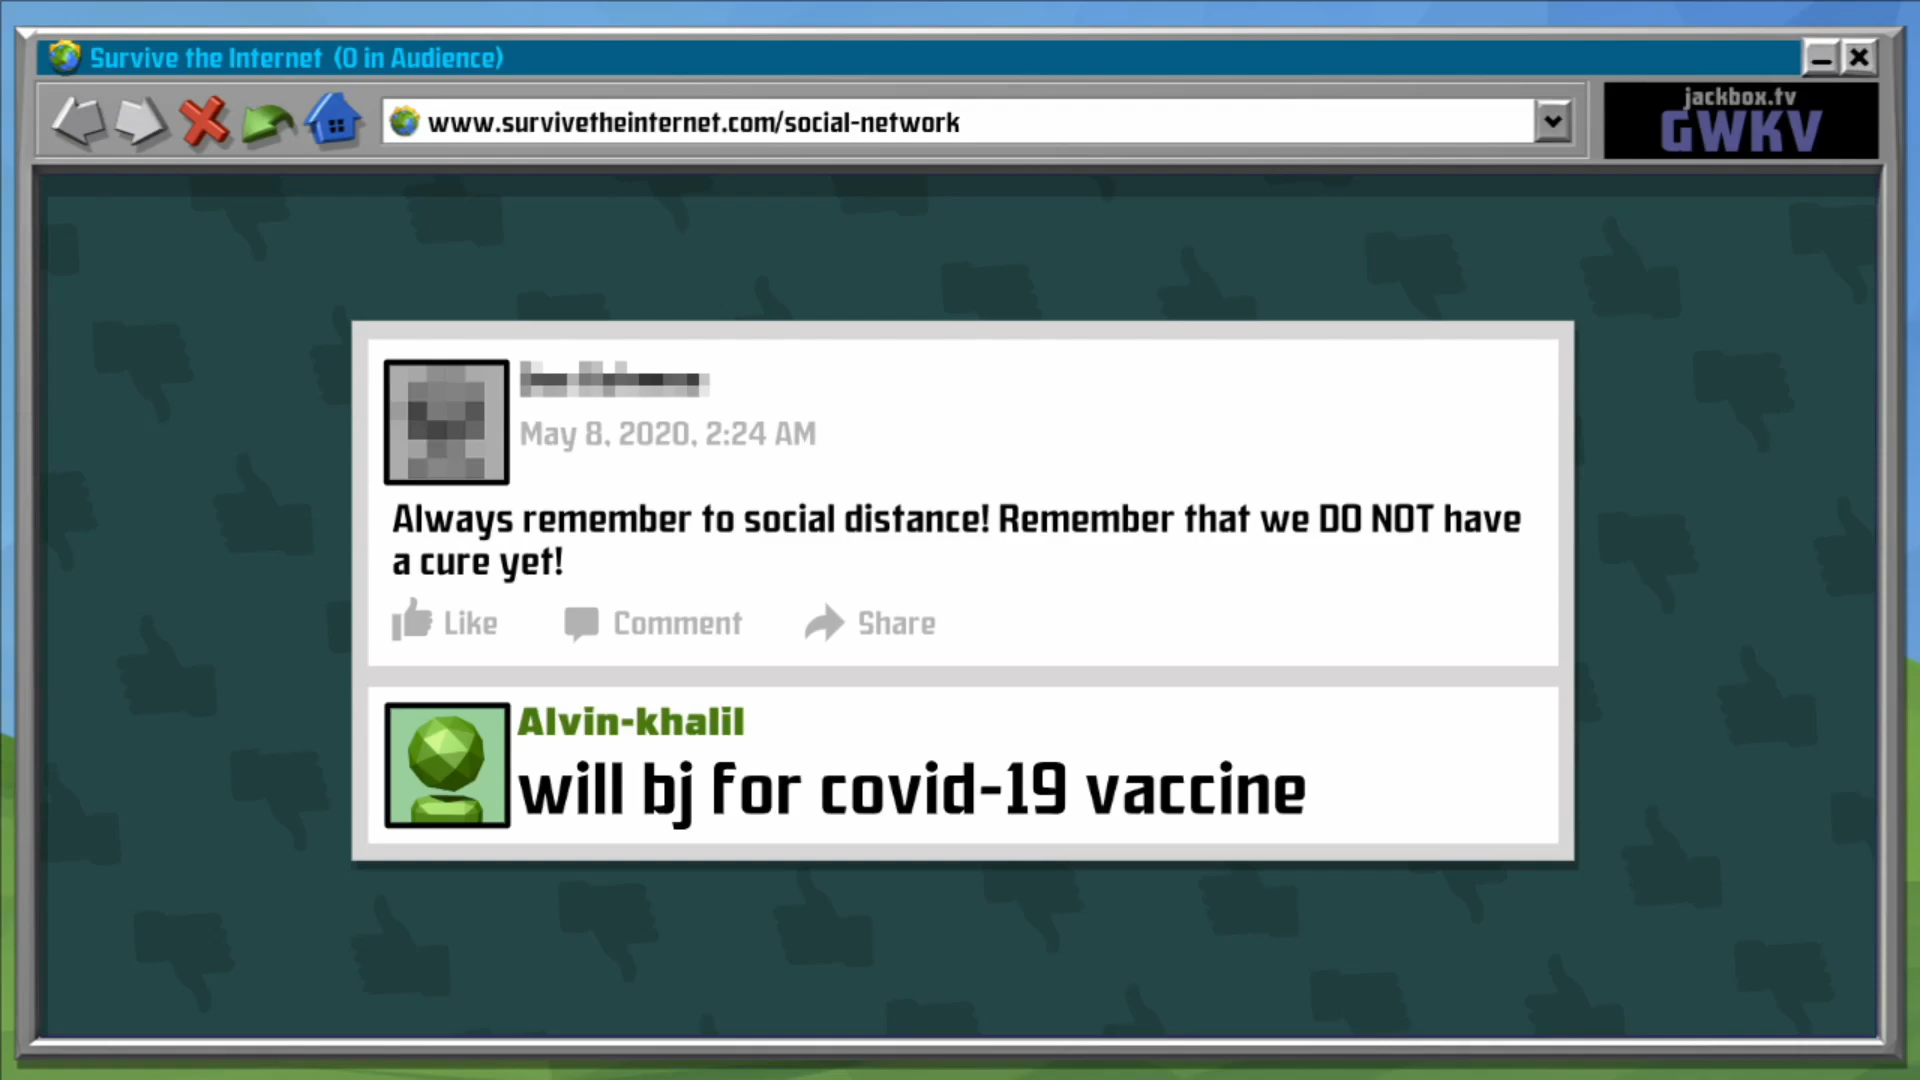 Survive the Internet (0 in Audience)
www.survivetheinternet.com/social-network
jackbox.tv
GWKV
May 8, 2020, 2:24 AM
Always remember to social distance! Remember that we DO NOT have
a cure yet!
Like Comment Share
Alvin-khalil
will bj for covid-19 vaccine